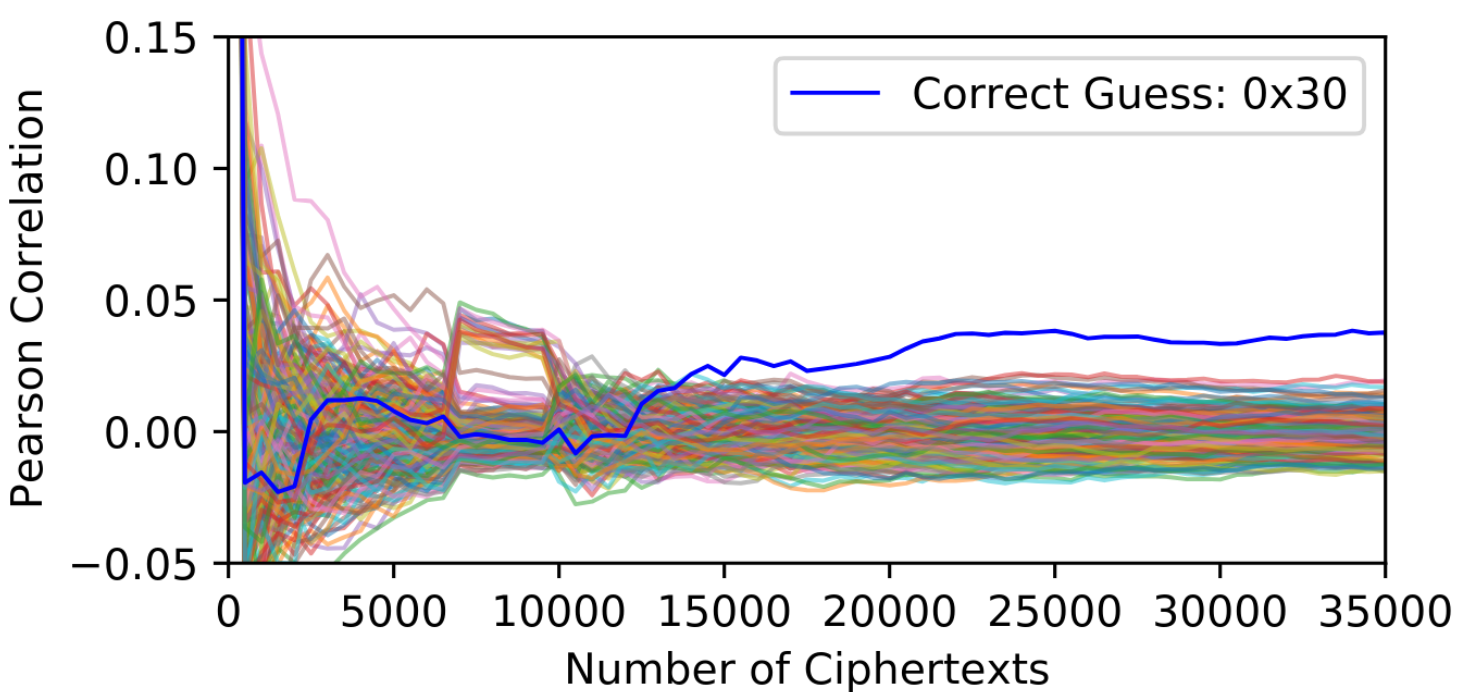 Pearson Correlation
0.15
0.10
0.05
0.00
−0.05
Correct Guess: 0x30
0 5000 10000 15000 20000 25000 30000 35000
Number of Ciphertexts